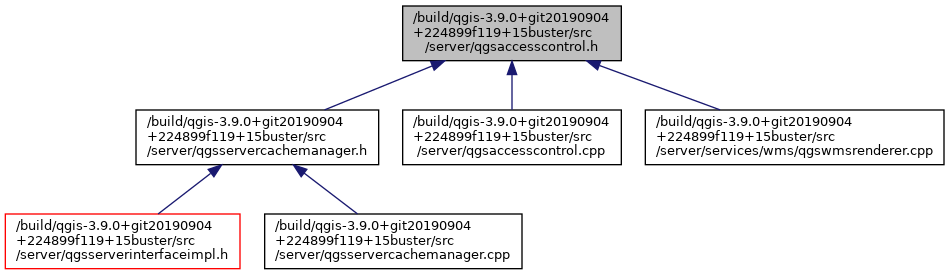 /build/qgis-3.9.0+git20190904
+224899f119+15buster/src
/server/qgsaccesscontrol.h
/build/qgis-3.9.0+git20190904
+224899f119+15buster/src
/server/qgsservercachemanager.h
/build/qgis-3.9.0+git20190904
+224899f119+15buster/src
/server/qgsaccesscontrol.cpp
/build/qgis-3.9.0+git20190904
+224899f119+15buster/src
/server/services/wms/qgswmsrenderer.cpp
/build/qgis-3.9.0+git20190904
+224899f119+15buster/src
/server/qgsserverinterfaceimpl.h
/build/qgis-3.9.0+git20190904
+224899f119+15buster/src
/server/qgsservercachemanager.cpp